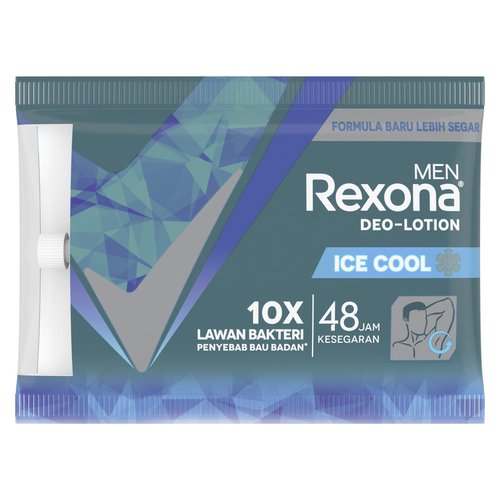 FORMULA BARU LEBIH SEGAR
MEN
Rexona®
DEO-LOTION
ICE COOL
10X
LAWAN BAKTERI
PENYEBAB BAU BADAN*
48 JAM
KESEGARAN